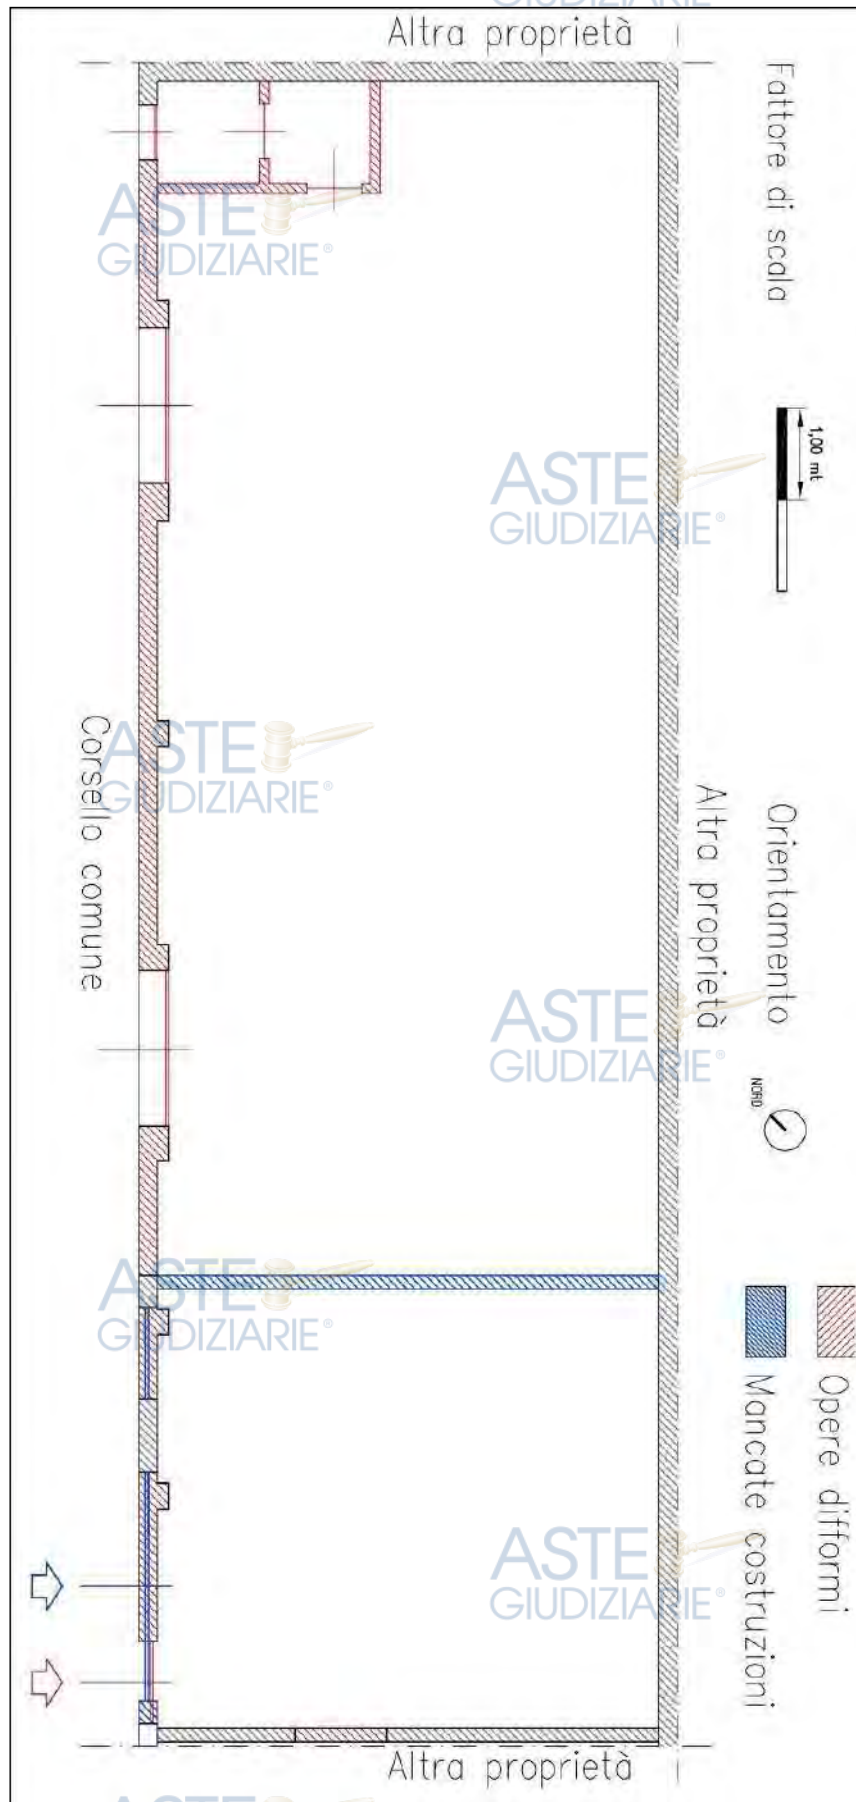 Altra proprietà
Fattore di scala
1,00 mt
ASTE
GIUDIZIARIE®
ASTE
GIUDIZIARIE®
Corsello comune
ASTE
GIUDIZIARIE®
Altra proprietà
Orientamento
NORD
ASTE
GIUDIZIARIE®
ASTE
GIUDIZIARIE®
Opere difformi
Mancate costruzioni
ASTE
GIUDIZIARIE®
Altra proprietà